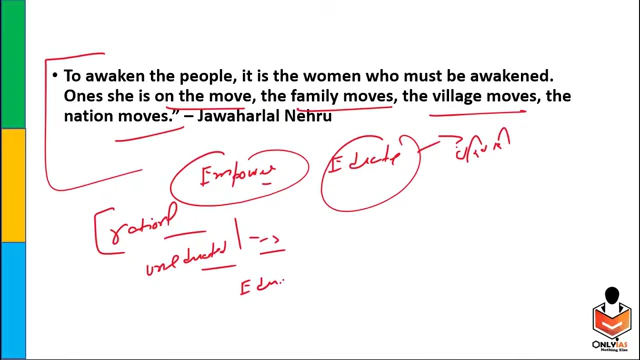 • To awaken the people, it is the women who must be awakened.
Ones she is on the move, the family moves, the village moves, the
nation moves.” – Jawaharlal Nehru
Empower Educate
uneducated
Edu
ONLYIAS
Nothing Else